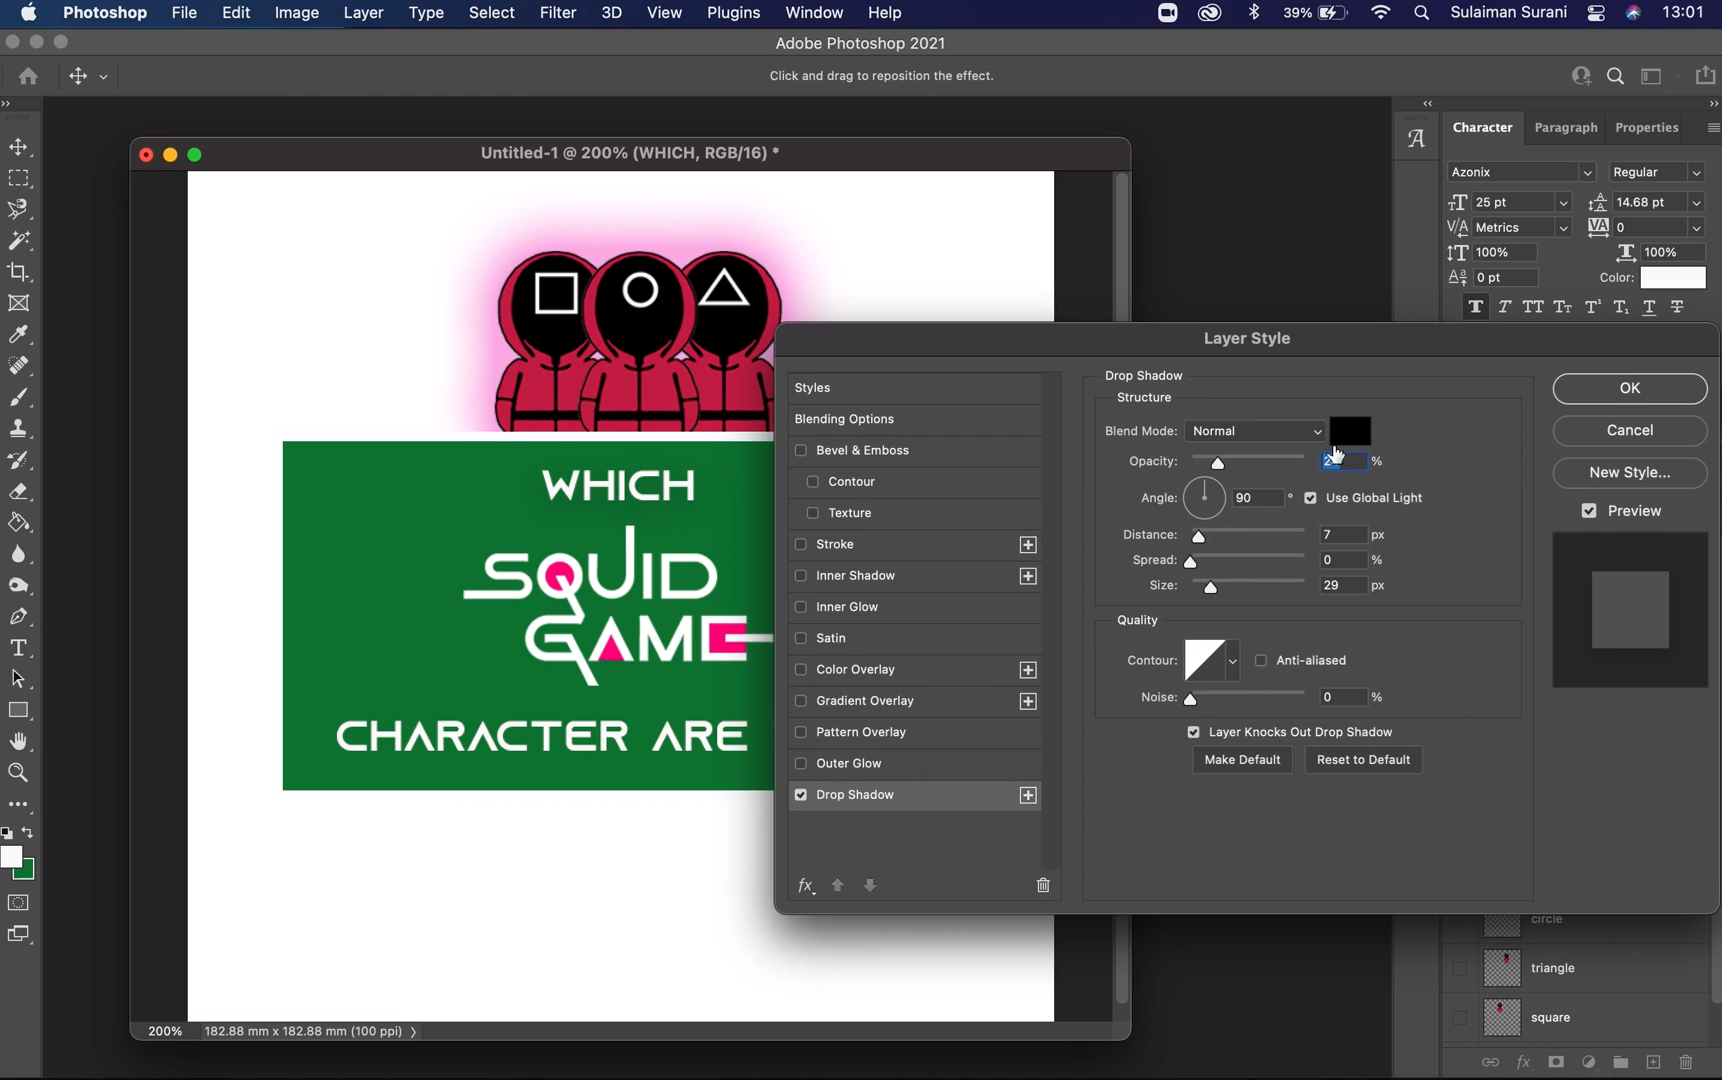 Photoshop File Edit Image Layer Type Select Filter 3D View Plugins Window Help 39% Sulaiman Surani 13:01
Adobe Photoshop 2021
Click and drag to reposition the effect.
Untitled-1 @ 200% (WHICH, RGB/16) *
WHICH
SQUID
GAME
CHARACTER ARE
200% 182.88 mm x 182.88 mm (100 ppi)
Character Paragraph Properties
Azonix Regular
25 pt 14.68 pt
Metrics 0
100% 100%
0 pt Color:
Layer Style
Styles
Blending Options
Bevel & Emboss
Contour
Texture
Stroke
Inner Shadow
Inner Glow
Satin
Color Overlay
Gradient Overlay
Pattern Overlay
Outer Glow
Drop Shadow
fx
Drop Shadow
Structure
Blend Mode: Normal
Opacity: %
Angle: 90 ° Use Global Light
Distance: 7 px
Spread: 0 %
Size: 29 px
Quality
Contour: Anti-aliased
Noise: 0 %
Layer Knocks Out Drop Shadow
Make Default Reset to Default
OK
Cancel
New Style...
Preview
circle
triangle
square
fx